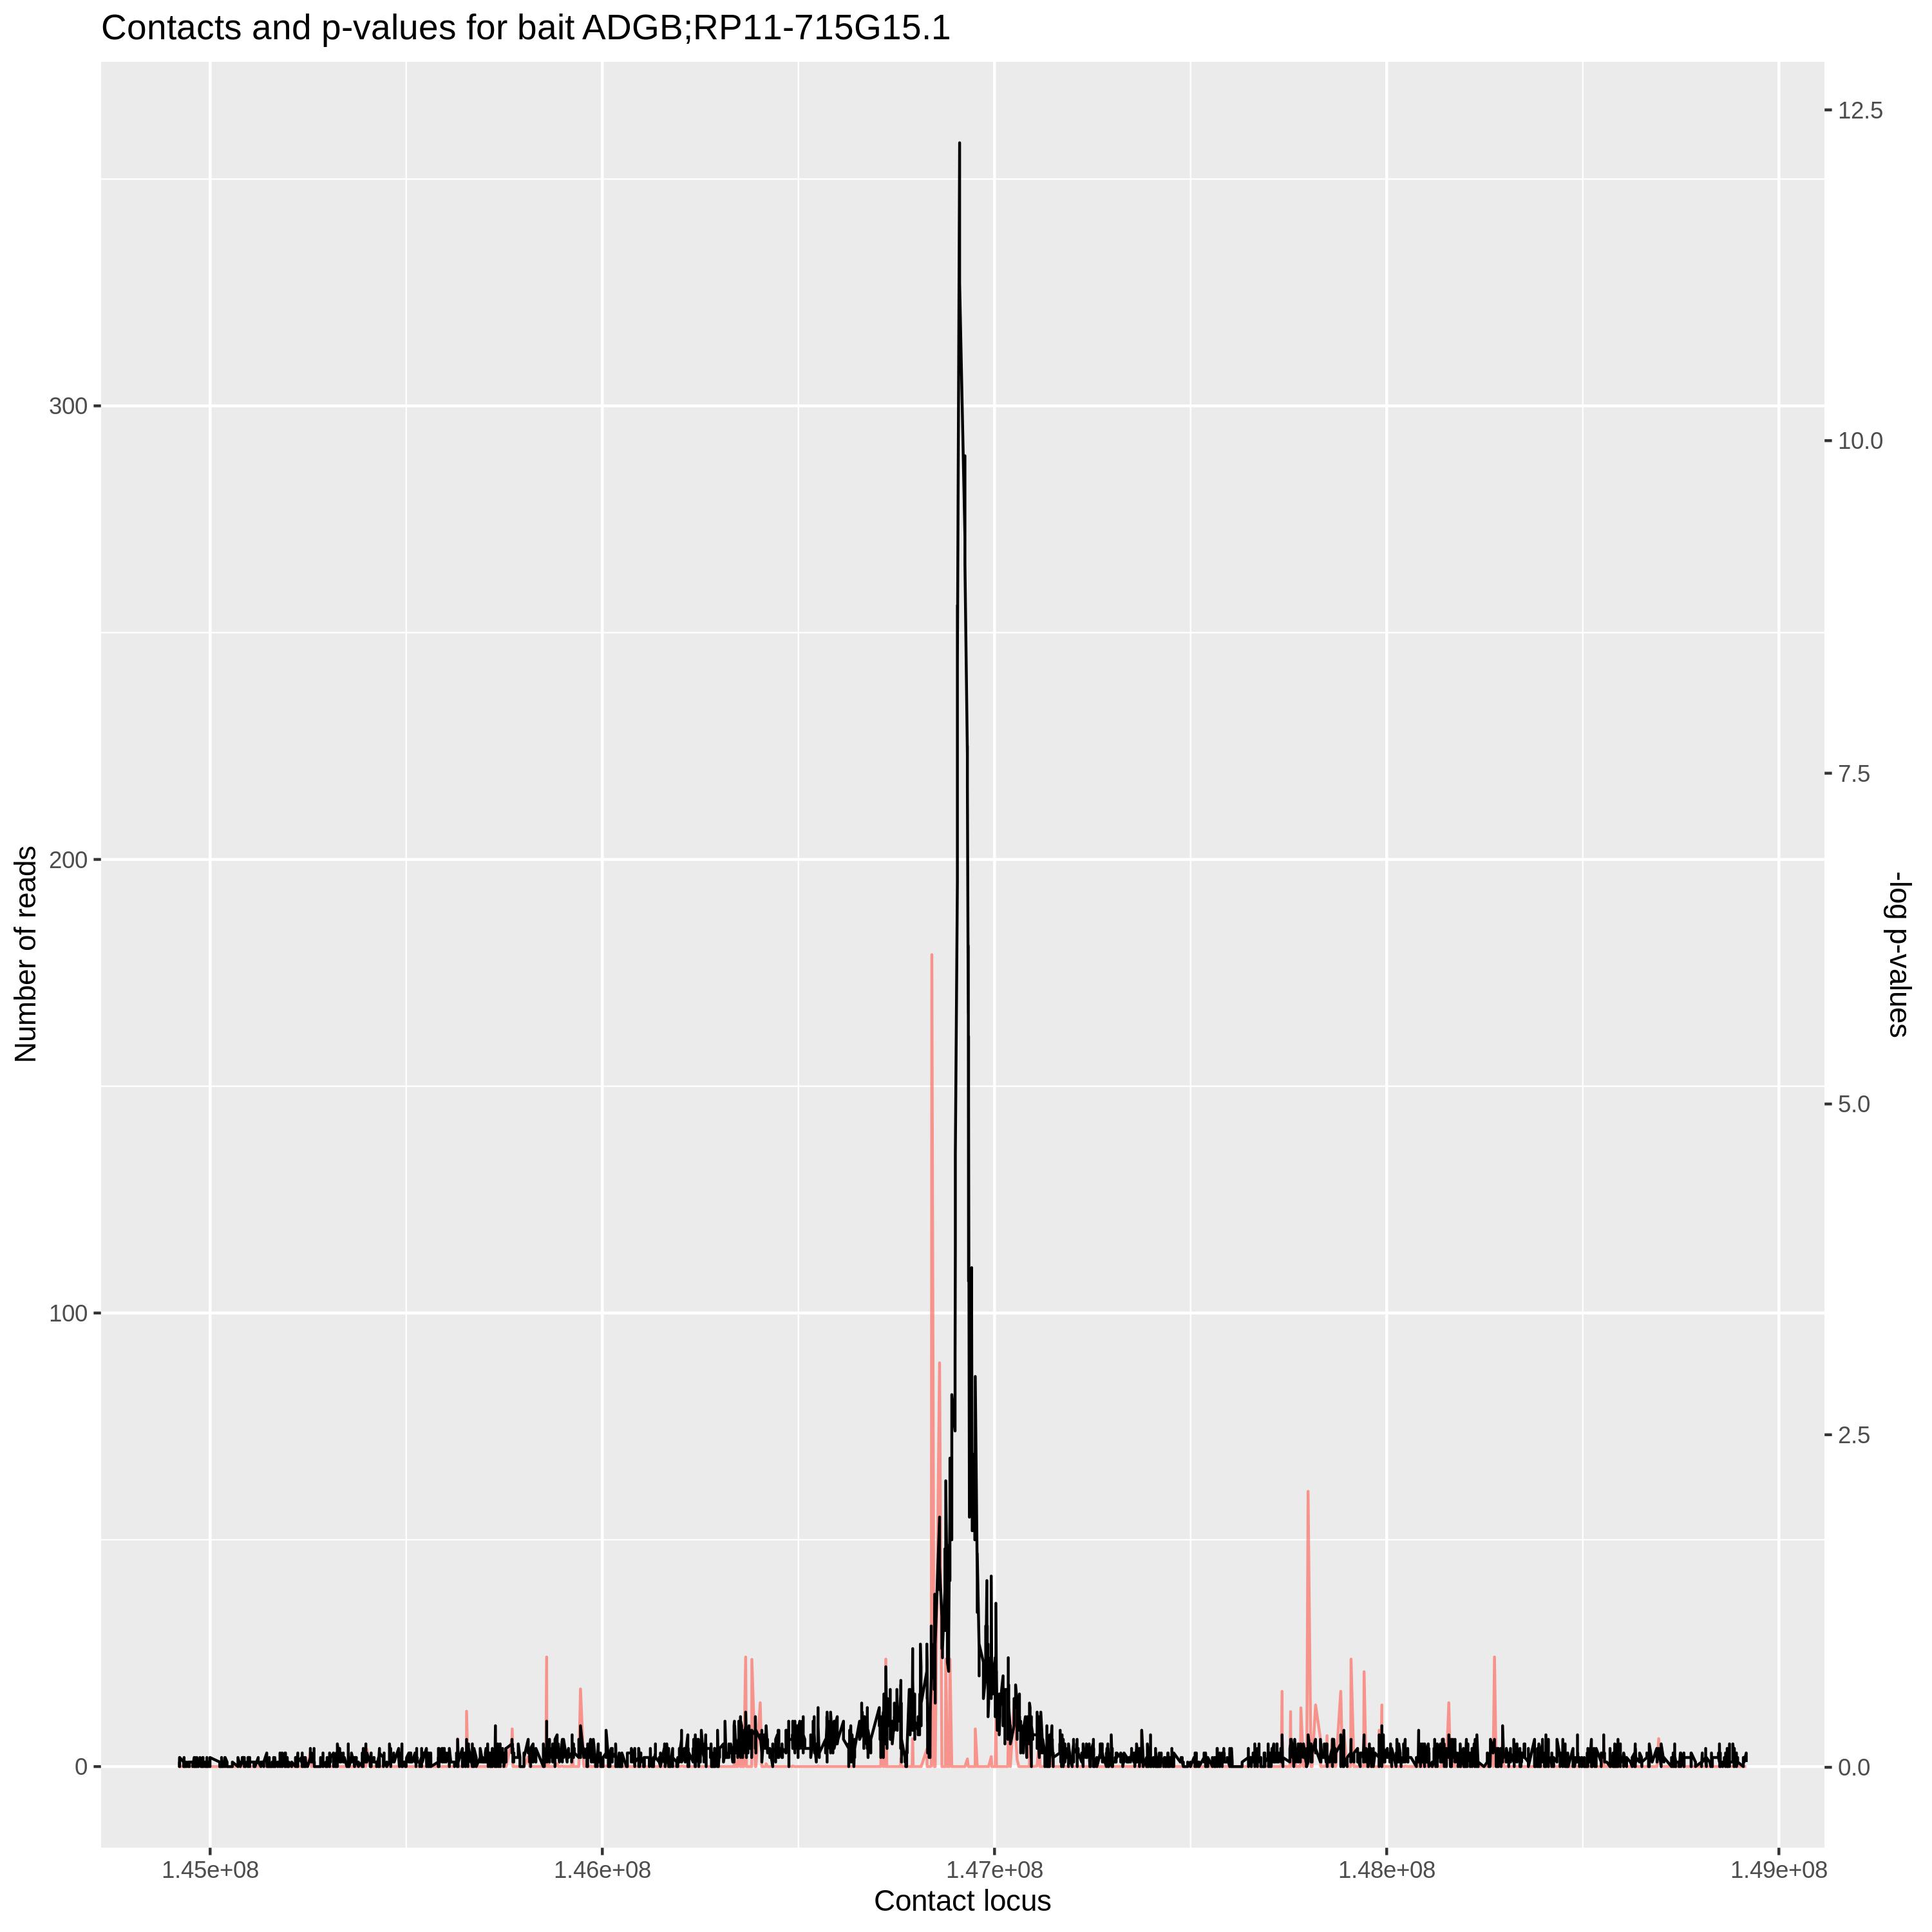 Contacts and p-values for bait ADGB;RP11-715G15.1
12.5
300
10.0
7.5
200
Number of reads
-log p-values
5.0
100
2.5
0
0.0
1.45e+08
1.46e+08
1.47e+08
1.48e+08
1.49e+08
Contact locus